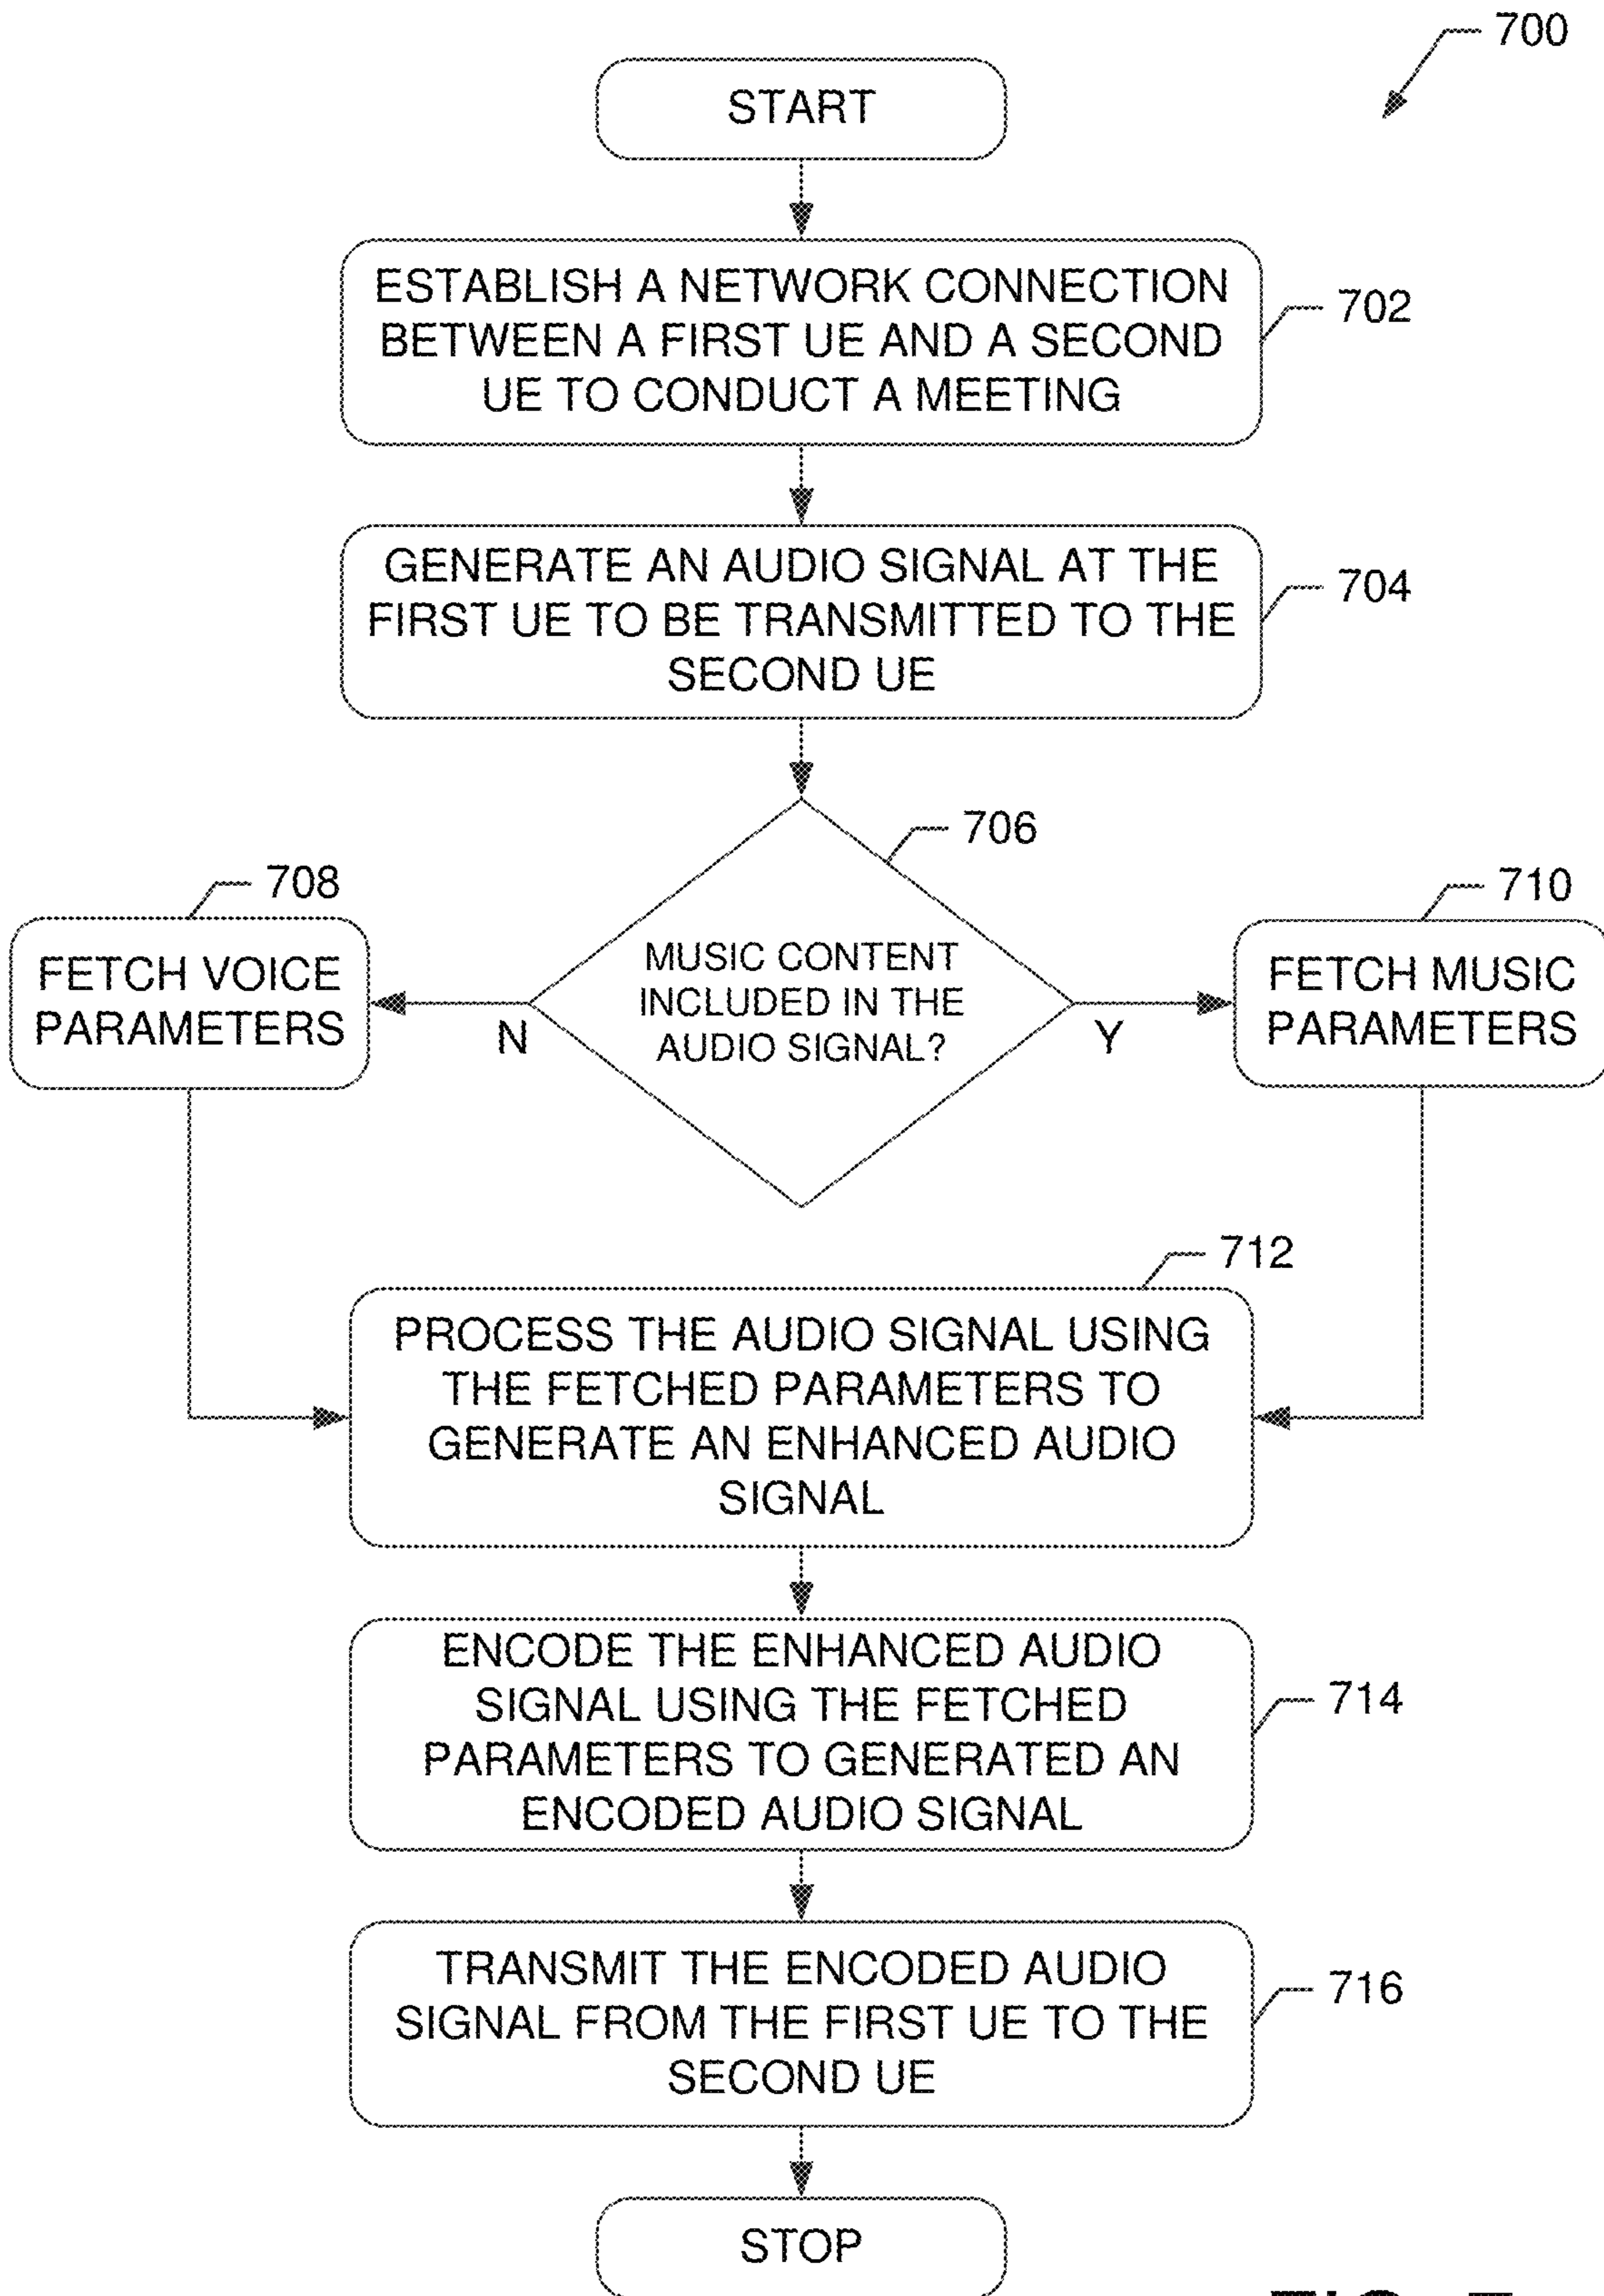 700
START
ESTABLISH A NETWORK CONNECTION
BETWEEN A FIRST UE AND A SECOND
UE TO CONDUCT A MEETING
702
GENERATE AN AUDIO SIGNAL AT THE
FIRST UE TO BE TRANSMITTED TO THE
SECOND UE
704
706
MUSIC CONTENT
INCLUDED IN THE
AUDIO SIGNAL?
N
Y
708
FETCH VOICE
PARAMETERS
710
FETCH MUSIC
PARAMETERS
712
PROCESS THE AUDIO SIGNAL USING
THE FETCHED PARAMETERS TO
GENERATE AN ENHANCED AUDIO
SIGNAL
ENCODE THE ENHANCED AUDIO
SIGNAL USING THE FETCHED
PARAMETERS TO GENERATED AN
ENCODED AUDIO SIGNAL
714
TRANSMIT THE ENCODED AUDIO
SIGNAL FROM THE FIRST UE TO THE
SECOND UE
716
STOP